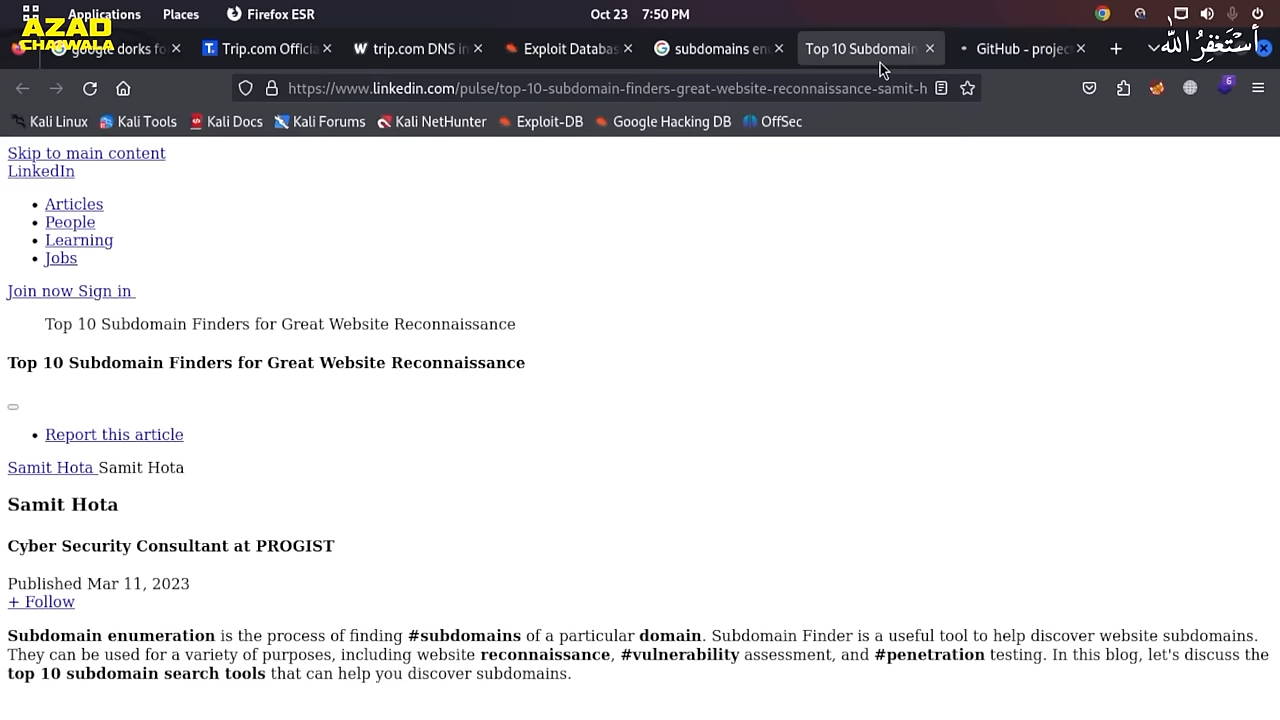 Applications Places Firefox ESR Oct 23 7:50 PM
AZAD
CHAIWALA
google dorks fo Trip.com Officia trip.com DNS in Exploit Databas subdomains en Top 10 Subdomain GitHub - projec
أستغفر الله
https://www.linkedin.com/pulse/top-10-subdomain-finders-great-website-reconnaissance-samit-h
6
Kali Linux Kali Tools Kali Docs Kali Forums Kali NetHunter Exploit-DB Google Hacking DB OffSec
Skip to main content
LinkedIn
• Articles
• People
• Learning
• Jobs
Join now Sign in
Top 10 Subdomain Finders for Great Website Reconnaissance
Top 10 Subdomain Finders for Great Website Reconnaissance
• Report this article
Samit Hota Samit Hota
Samit Hota
Cyber Security Consultant at PROGIST
Published Mar 11, 2023
+ Follow
Subdomain enumeration is the process of finding #subdomains of a particular domain. Subdomain Finder is a useful tool to help discover website subdomains.
They can be used for a variety of purposes, including website reconnaissance, #vulnerability assessment, and #penetration testing. In this blog, let's discuss the
top 10 subdomain search tools that can help you discover subdomains.